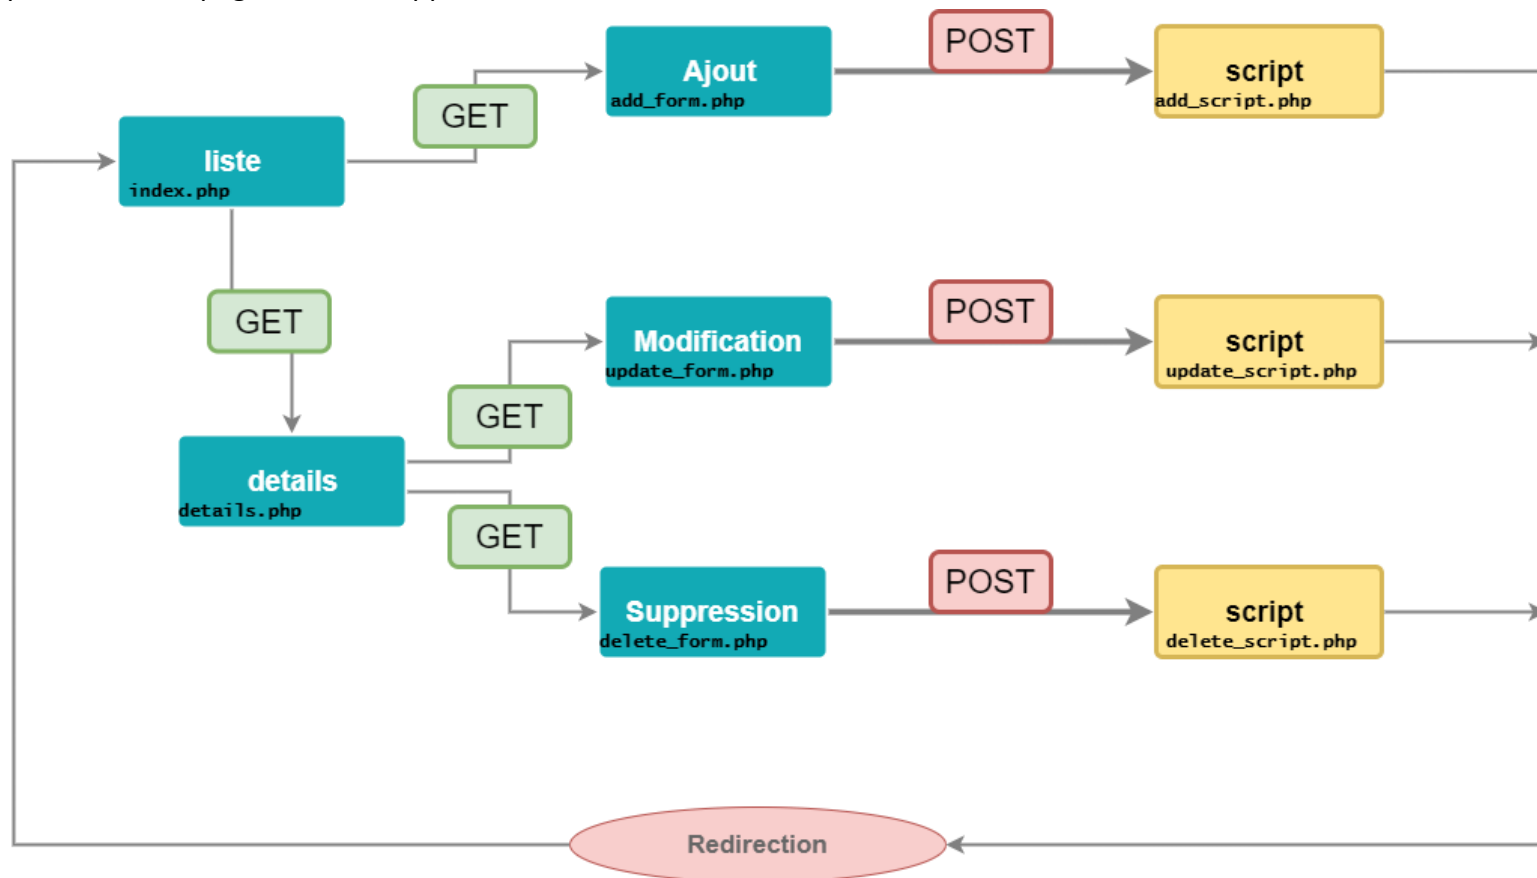 POST
Ajout
add_form.php
script
add_script.php
GET
liste
index.php
GET
POST
Modification
update_form.php
script
update_script.php
GET
details
details.php
GET
POST
Suppression
delete_form.php
script
delete_script.php
Redirection